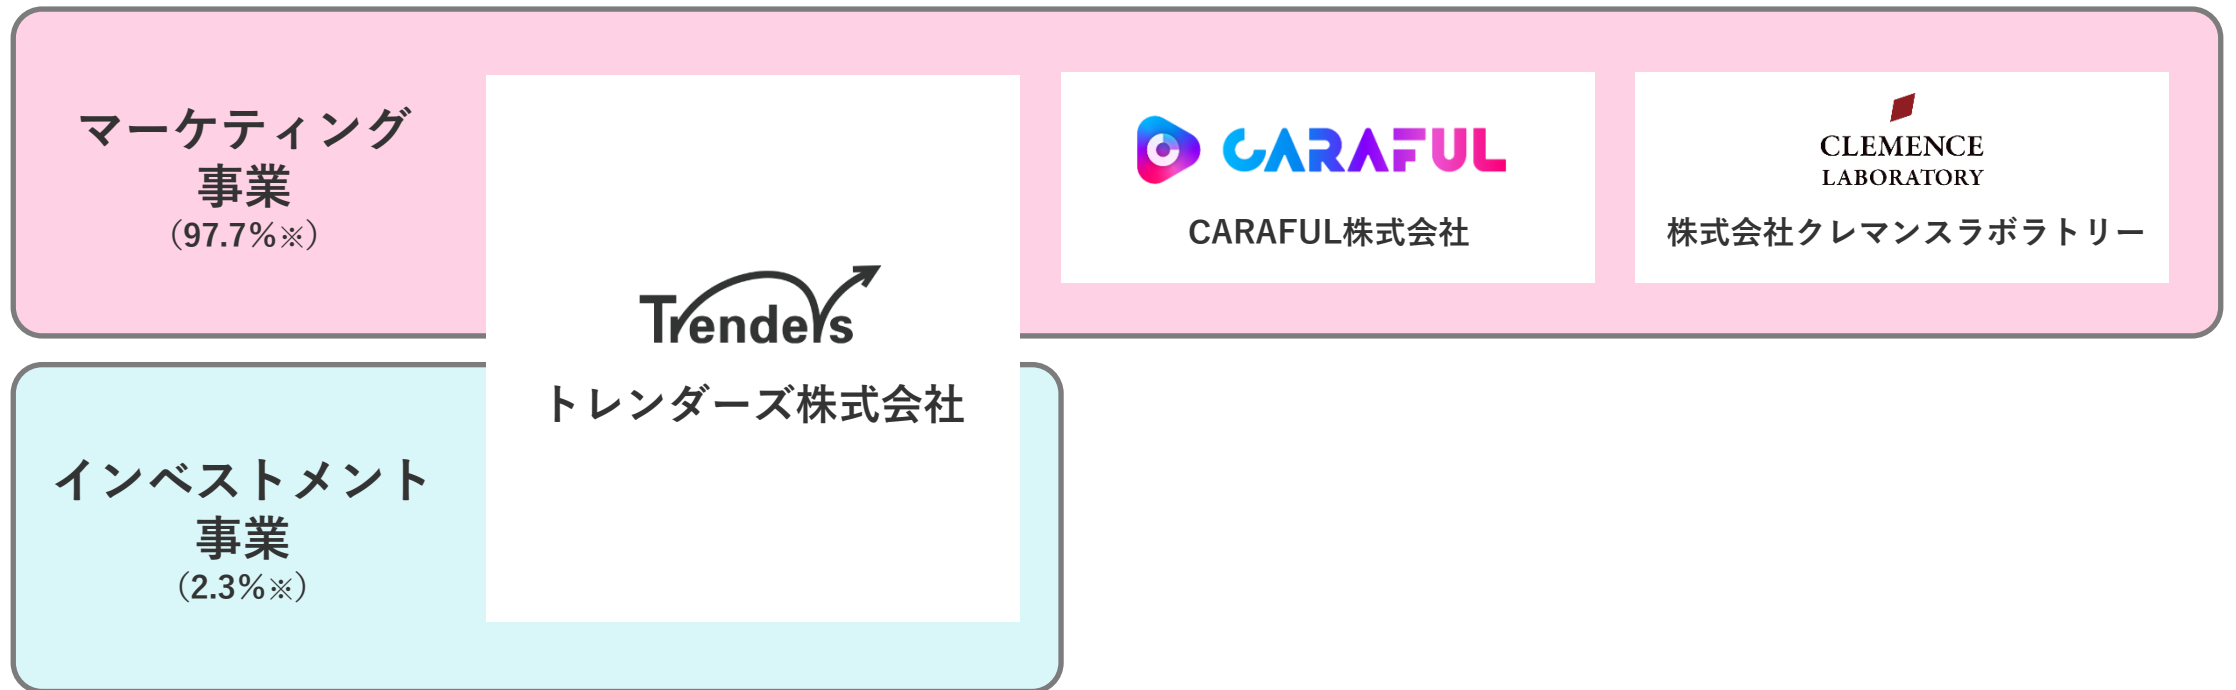 マーケティング
事業
（97.7%※）
Trenders
トレンダーズ株式会社
CARAFUL
CARAFUL株式会社
CLEMENCE
LABORATORY
株式会社クレマンスラボラトリー
インベストメント
事業
（2.3%※）